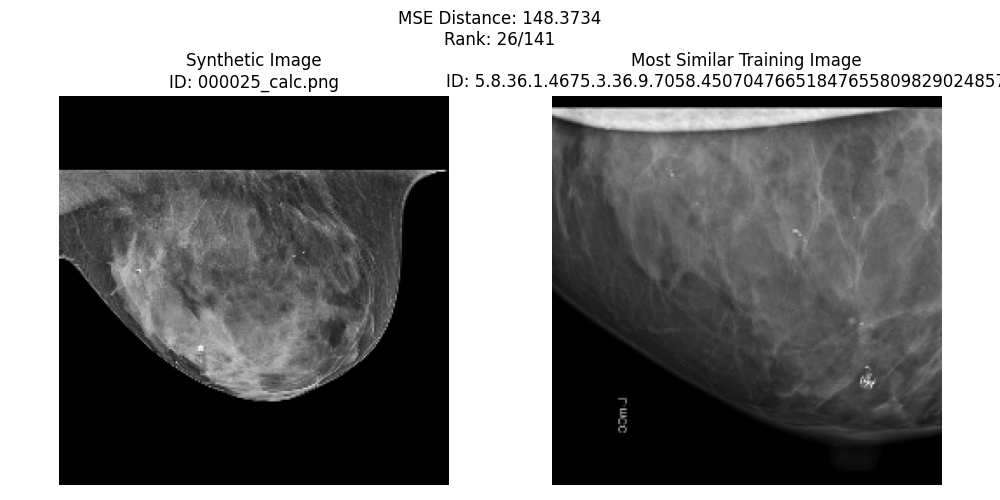 MSE Distance: 148.3734
Rank: 26/141
Synthetic Image
ID: 000025_calc.png
Most Similar Training Image
ID: 5.8.36.1.4675.3.36.9.7058.45070476651847655809829024857